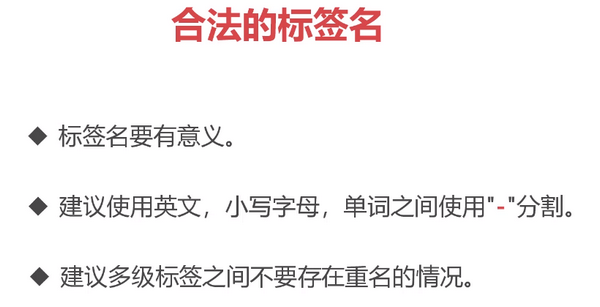 合法的标签名
◆ 标签名要有意义。
◆ 建议使用英文，小写字母，单词之间使用"-"分割。
◆ 建议多级标签之间不要存在重名的情况。